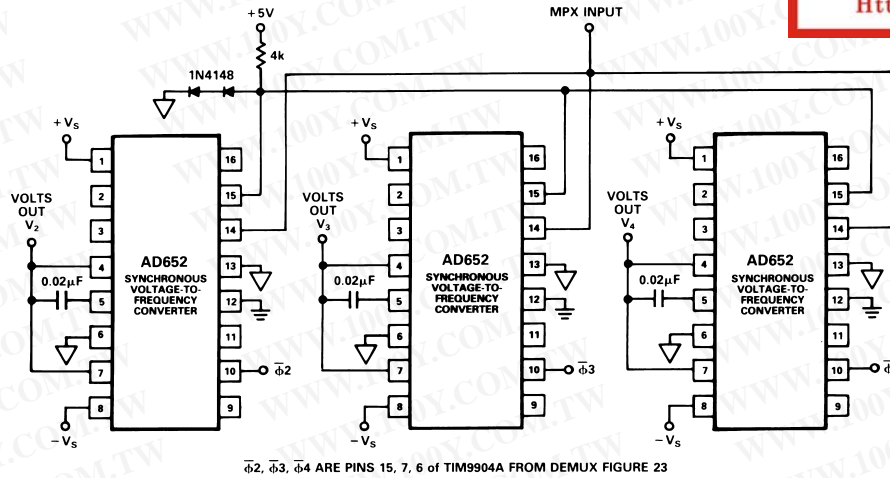 Htt
+5V
MPX INPUT
4k
1N4148
+VS
1
2
3
4
5
6
7
8
16
15
14
13
12
11
10
9
VOLTS
OUT
V2
0.02µF
AD652
SYNCHRONOUS
VOLTAGE-TO-
FREQUENCY
CONVERTER
φ̅2
−VS
+VS
1
2
3
4
5
6
7
8
16
15
14
13
12
11
10
9
VOLTS
OUT
V3
0.02µF
AD652
SYNCHRONOUS
VOLTAGE-TO-
FREQUENCY
CONVERTER
φ̅3
−VS
+VS
1
2
3
4
5
6
7
8
16
15
14
13
12
11
10
9
VOLTS
OUT
V4
0.02µF
AD652
SYNCHRONOUS
VOLTAGE-TO-
FREQUENCY
CONVERTER
−VS
φ̅2, φ̅3, φ̅4 ARE PINS 15, 7, 6 of TIM9904A FROM DEMUX FIGURE 23
WWW.100Y.COM.TW